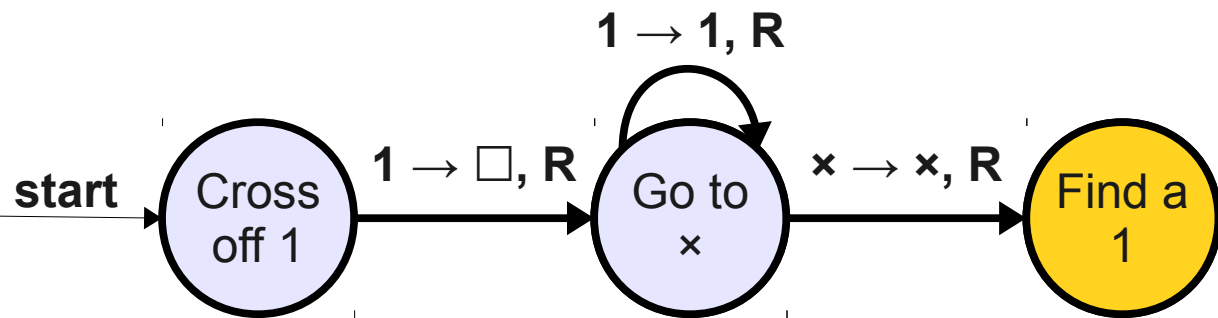 1 → 1, R
start
Cross
off 1
1 → □, R
Go to
×
× → ×, R
Find a
1